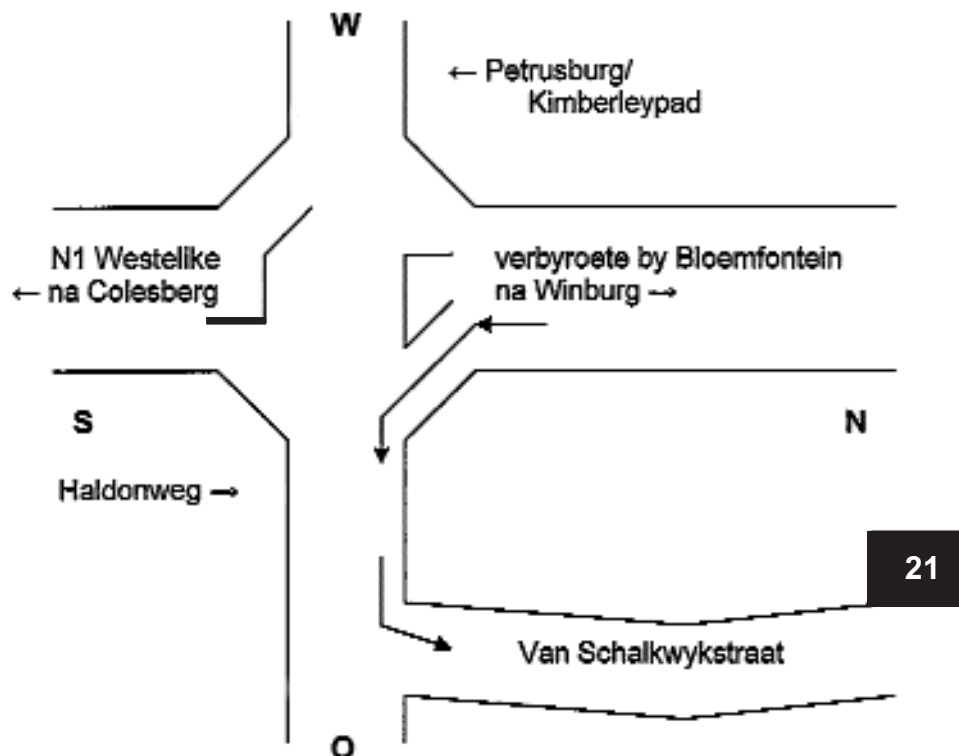 W
← Petrusburg/
Kimberleypad
N1 Westelike
← na Colesberg
verbyroete by Bloemfontein
na Winburg →
S
N
Haldonweg →
21
Van Schalkwykstraat
O